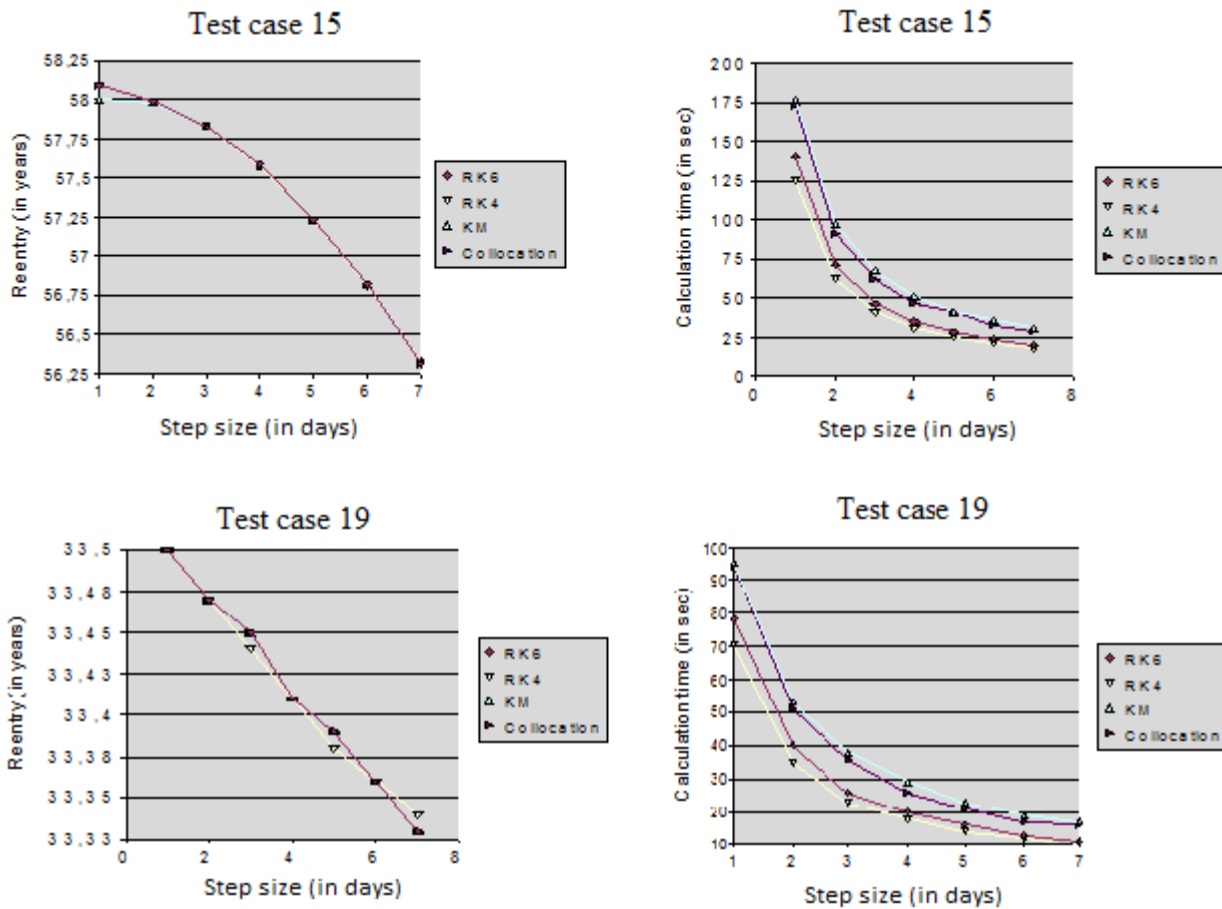 Test case 15
58,25
58
57,75
57,5
57,25
57
56,75
56,5
56,25
1 2 3 4 5 6 7
Reentry (in years)
Step size (in days)
RK6
RK4
KM
Collocation
Test case 15
200
175
150
125
100
75
50
25
0
0 2 4 6 8
Calculation time (in sec)
Step size (in days)
RK6
RK4
KM
Collocation
Test case 19
33,5
33,48
33,45
33,43
33,4
33,38
33,35
33,33
0 2 4 6 8
Reentry (in years)
Step size (in days)
RK6
RK4
KM
Collocation
Test case 19
100
90
80
70
60
50
40
30
20
10
1 2 3 4 5 6 7
Calculation time (in sec)
Step size (in days)
RK6
RK4
KM
Collocation